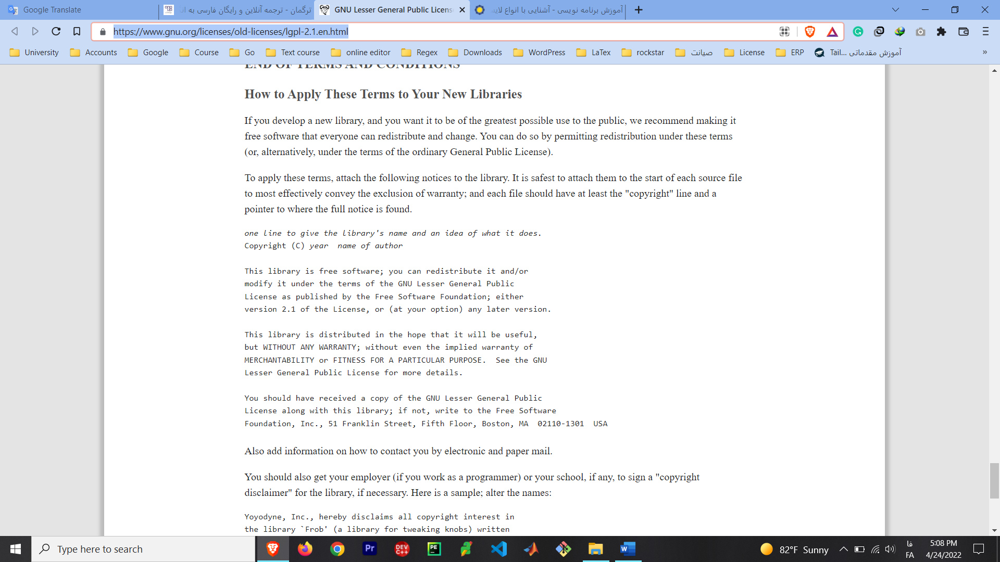 Google Translate
ترگمان - ترجمه آنلاین و رایگان فارسی به
GNU Lesser General Public License
آموزش برنامه نویسی - آشنایی با انواع
https://www.gnu.org/licenses/old-licenses/lgpl-2.1.en.html
University Accounts Google Course Go Text course online editor Regex Downloads WordPress LaTex rockstar صیانت License ERP آموزش مقدماتی Tail... »
END OF TERMS AND CONDITIONS
How to Apply These Terms to Your New Libraries
If you develop a new library, and you want it to be of the greatest possible use to the public, we recommend making it
free software that everyone can redistribute and change. You can do so by permitting redistribution under these terms
(or, alternatively, under the terms of the ordinary General Public License).
To apply these terms, attach the following notices to the library. It is safest to attach them to the start of each source file
to most effectively convey the exclusion of warranty; and each file should have at least the "copyright" line and a
pointer to where the full notice is found.
one line to give the library's name and an idea of what it does.
Copyright (C) year  name of author
This library is free software; you can redistribute it and/or
modify it under the terms of the GNU Lesser General Public
License as published by the Free Software Foundation; either
version 2.1 of the License, or (at your option) any later version.
This library is distributed in the hope that it will be useful,
but WITHOUT ANY WARRANTY; without even the implied warranty of
MERCHANTABILITY or FITNESS FOR A PARTICULAR PURPOSE.  See the GNU
Lesser General Public License for more details.
You should have received a copy of the GNU Lesser General Public
License along with this library; if not, write to the Free Software
Foundation, Inc., 51 Franklin Street, Fifth Floor, Boston, MA  02110-1301  USA
Also add information on how to contact you by electronic and paper mail.
You should also get your employer (if you work as a programmer) or your school, if any, to sign a "copyright
disclaimer" for the library, if necessary. Here is a sample; alter the names:
Yoyodyne, Inc., hereby disclaims all copyright interest in
the library `Frob' (a library for tweaking knobs) written
Type here to search
Pr
DEV C++
PE
W
82°F Sunny
فا
FA
5:08 PM
4/24/2022